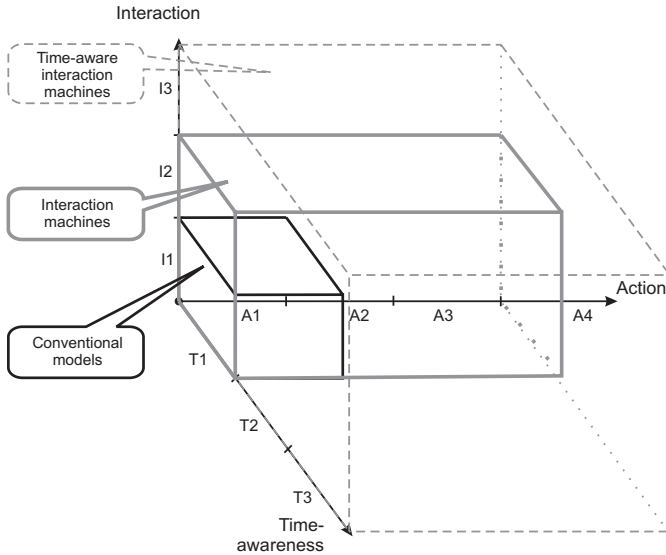 Interaction
Time-aware
interaction
machines
I3
I2
Interaction
machines
I1
Action
A1
A2
A3
A4
Conventional
models
T1
T2
T3
Time-
awareness